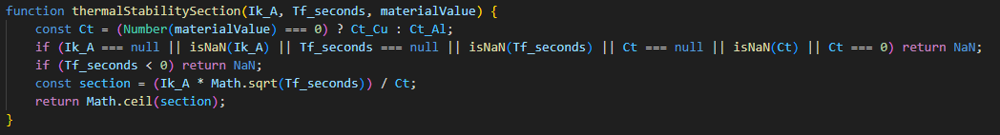 function thermalStabilitySection(Ik_A, Tf_seconds, materialValue) {
    const Ct = (Number(materialValue) === 0) ? Ct_Cu : Ct_Al;
    if (Ik_A === null || isNaN(Ik_A) || Tf_seconds === null || isNaN(Tf_seconds) || Ct === null || isNaN(Ct) || Ct === 0) return NaN;
    if (Tf_seconds < 0) return NaN;
    const section = (Ik_A * Math.sqrt(Tf_seconds)) / Ct;
    return Math.ceil(section);
}